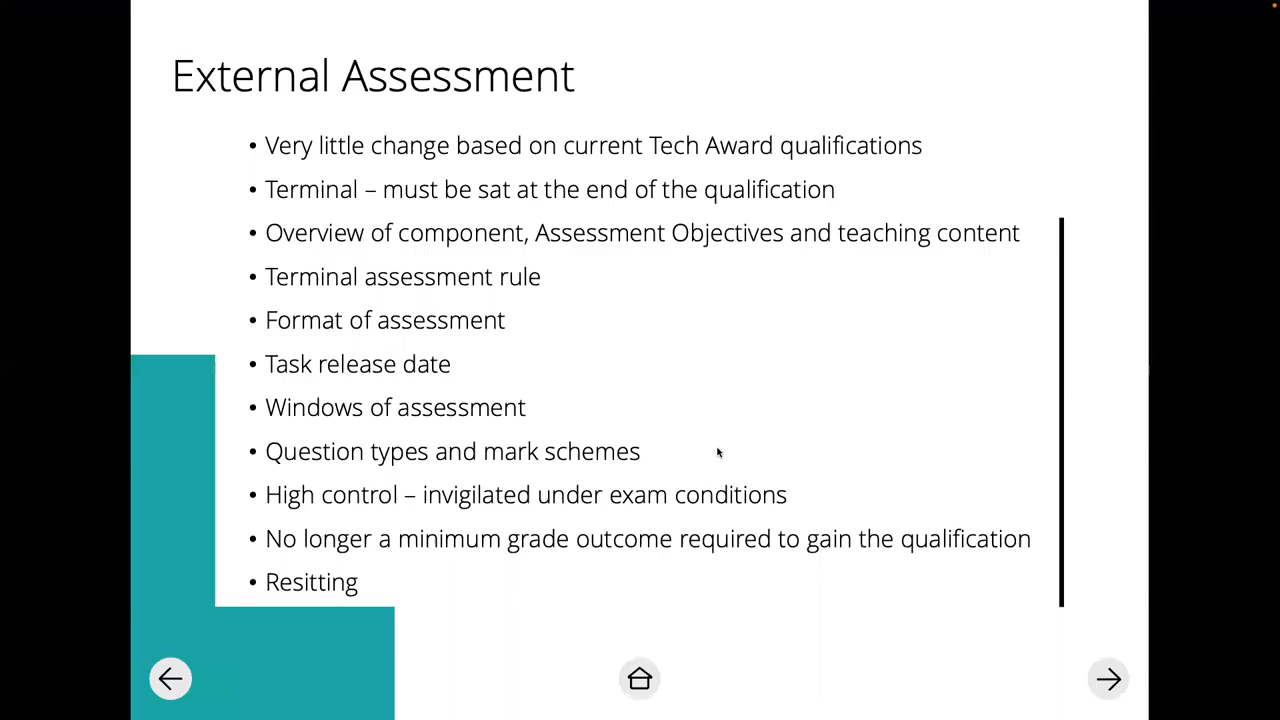 External Assessment
• Very little change based on current Tech Award qualifications
• Terminal – must be sat at the end of the qualification
• Overview of component, Assessment Objectives and teaching content
• Terminal assessment rule
• Format of assessment
• Task release date
• Windows of assessment
• Question types and mark schemes
• High control – invigilated under exam conditions
• No longer a minimum grade outcome required to gain the qualification
• Resitting